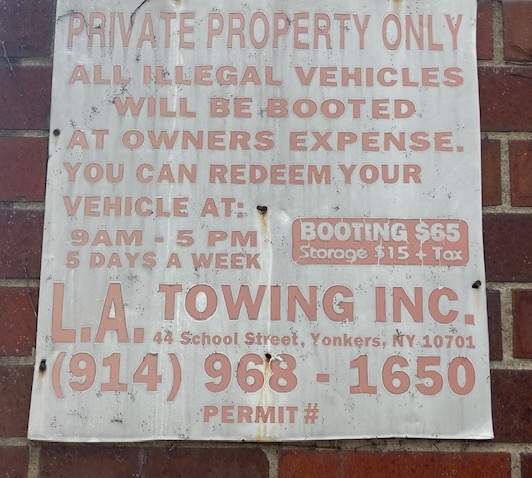 PRIVATE PROPERTY ONLY
ALL ILLEGAL VEHICLES
WILL BE BOOTED
AT OWNERS EXPENSE.
YOU CAN REDEEM YOUR
VEHICLE AT:
9AM - 5 PM
5 DAYS A WEEK
BOOTING $65
Storage $15 + Tax
L.A. TOWING INC.
44 School Street, Yonkers, NY 10701
(914) 968 - 1650
PERMIT#